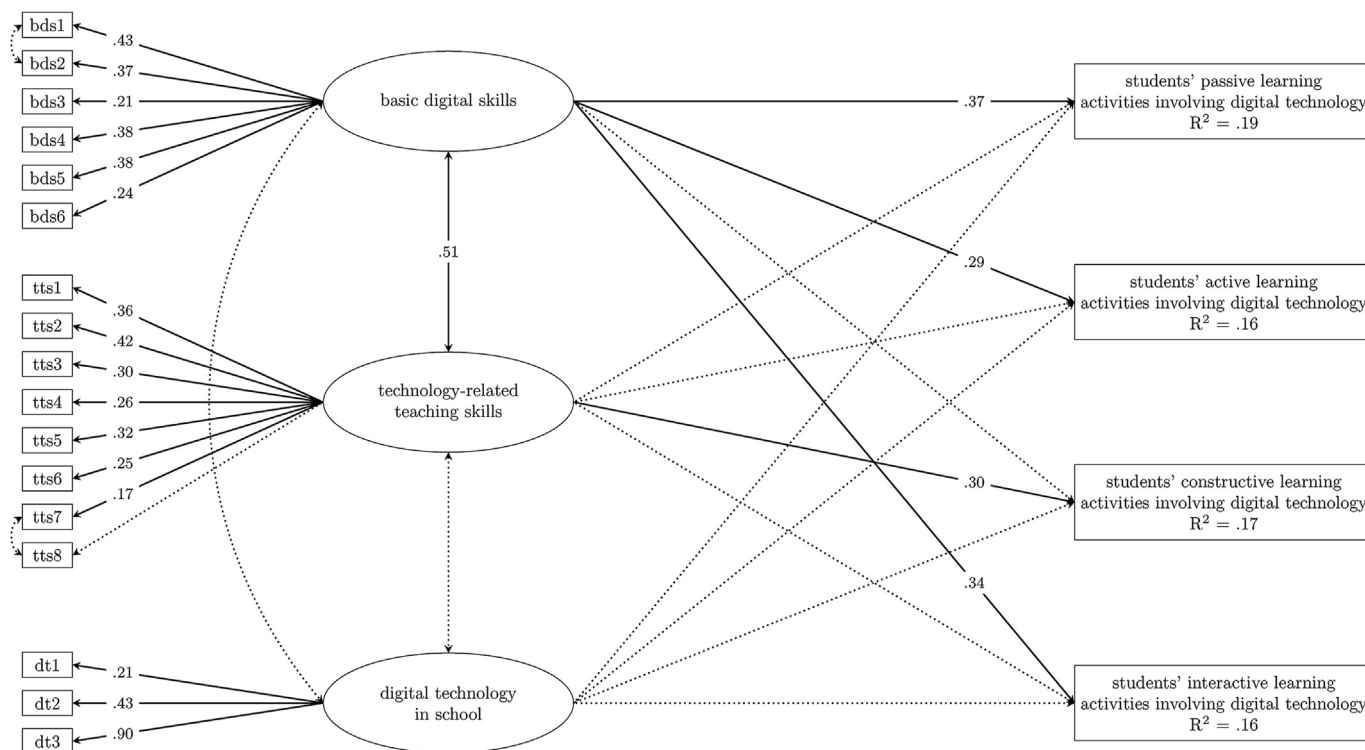 bds1
bds2
bds3
bds4
bds5
bds6
.43
.37
.21
.38
.38
.24
basic digital skills
.51
tts1
tts2
tts3
tts4
tts5
tts6
tts7
tts8
.36
.42
.30
.26
.32
.25
.17
technology-related
teaching skills
dt1
dt2
dt3
.21
.43
.90
digital technology
in school
.37
.29
.30
.34
students' passive learning
activities involving digital technology
R² = .19
students' active learning
activities involving digital technology
R² = .16
students' constructive learning
activities involving digital technology
R² = .17
students' interactive learning
activities involving digital technology
R² = .16